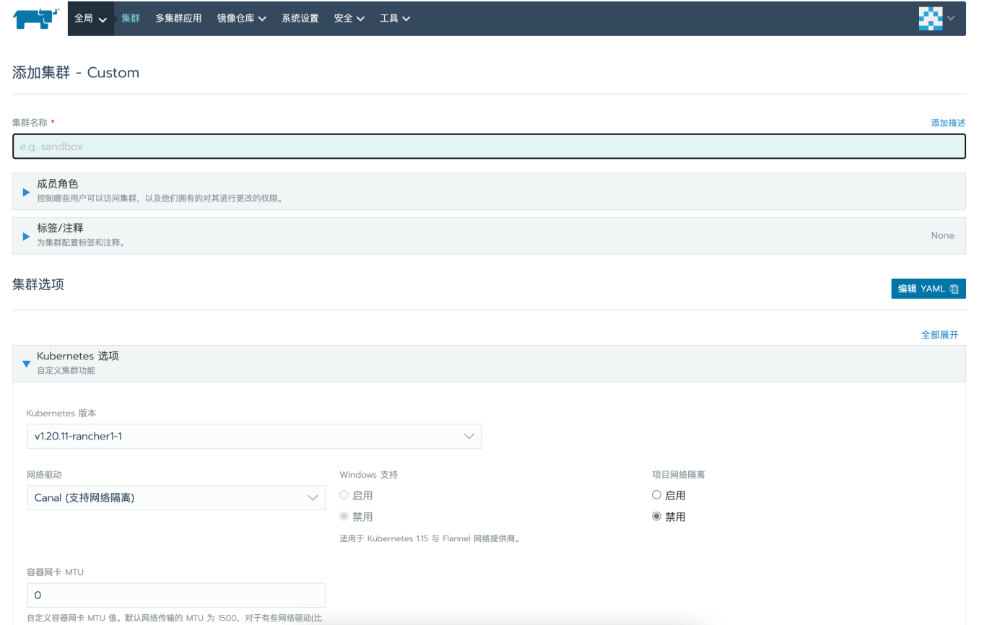 全局 集群 多集群应用 镜像仓库 系统设置 安全 工具
添加集群 - Custom
集群名称 * 添加描述
e.g. sandbox
成员角色
控制哪些用户可以访问集群，以及他们拥有的对其进行更改的权限。
标签/注释
为集群配置标签和注释。
None
集群选项 编辑 YAML
全部展开
Kubernetes 选项
自定义集群功能
Kubernetes 版本
v1.20.11-rancher1-1
网络驱动 Windows 支持 项目网络隔离
Canal (支持网络隔离) 启用 启用
禁用 禁用
适用于 Kubernetes 1.15 与 Flannel 网络提供商。
容器网卡 MTU
0
自定义容器网卡 MTU 值。默认网络传输的 MTU 为 1500，对于有些网络驱动(比